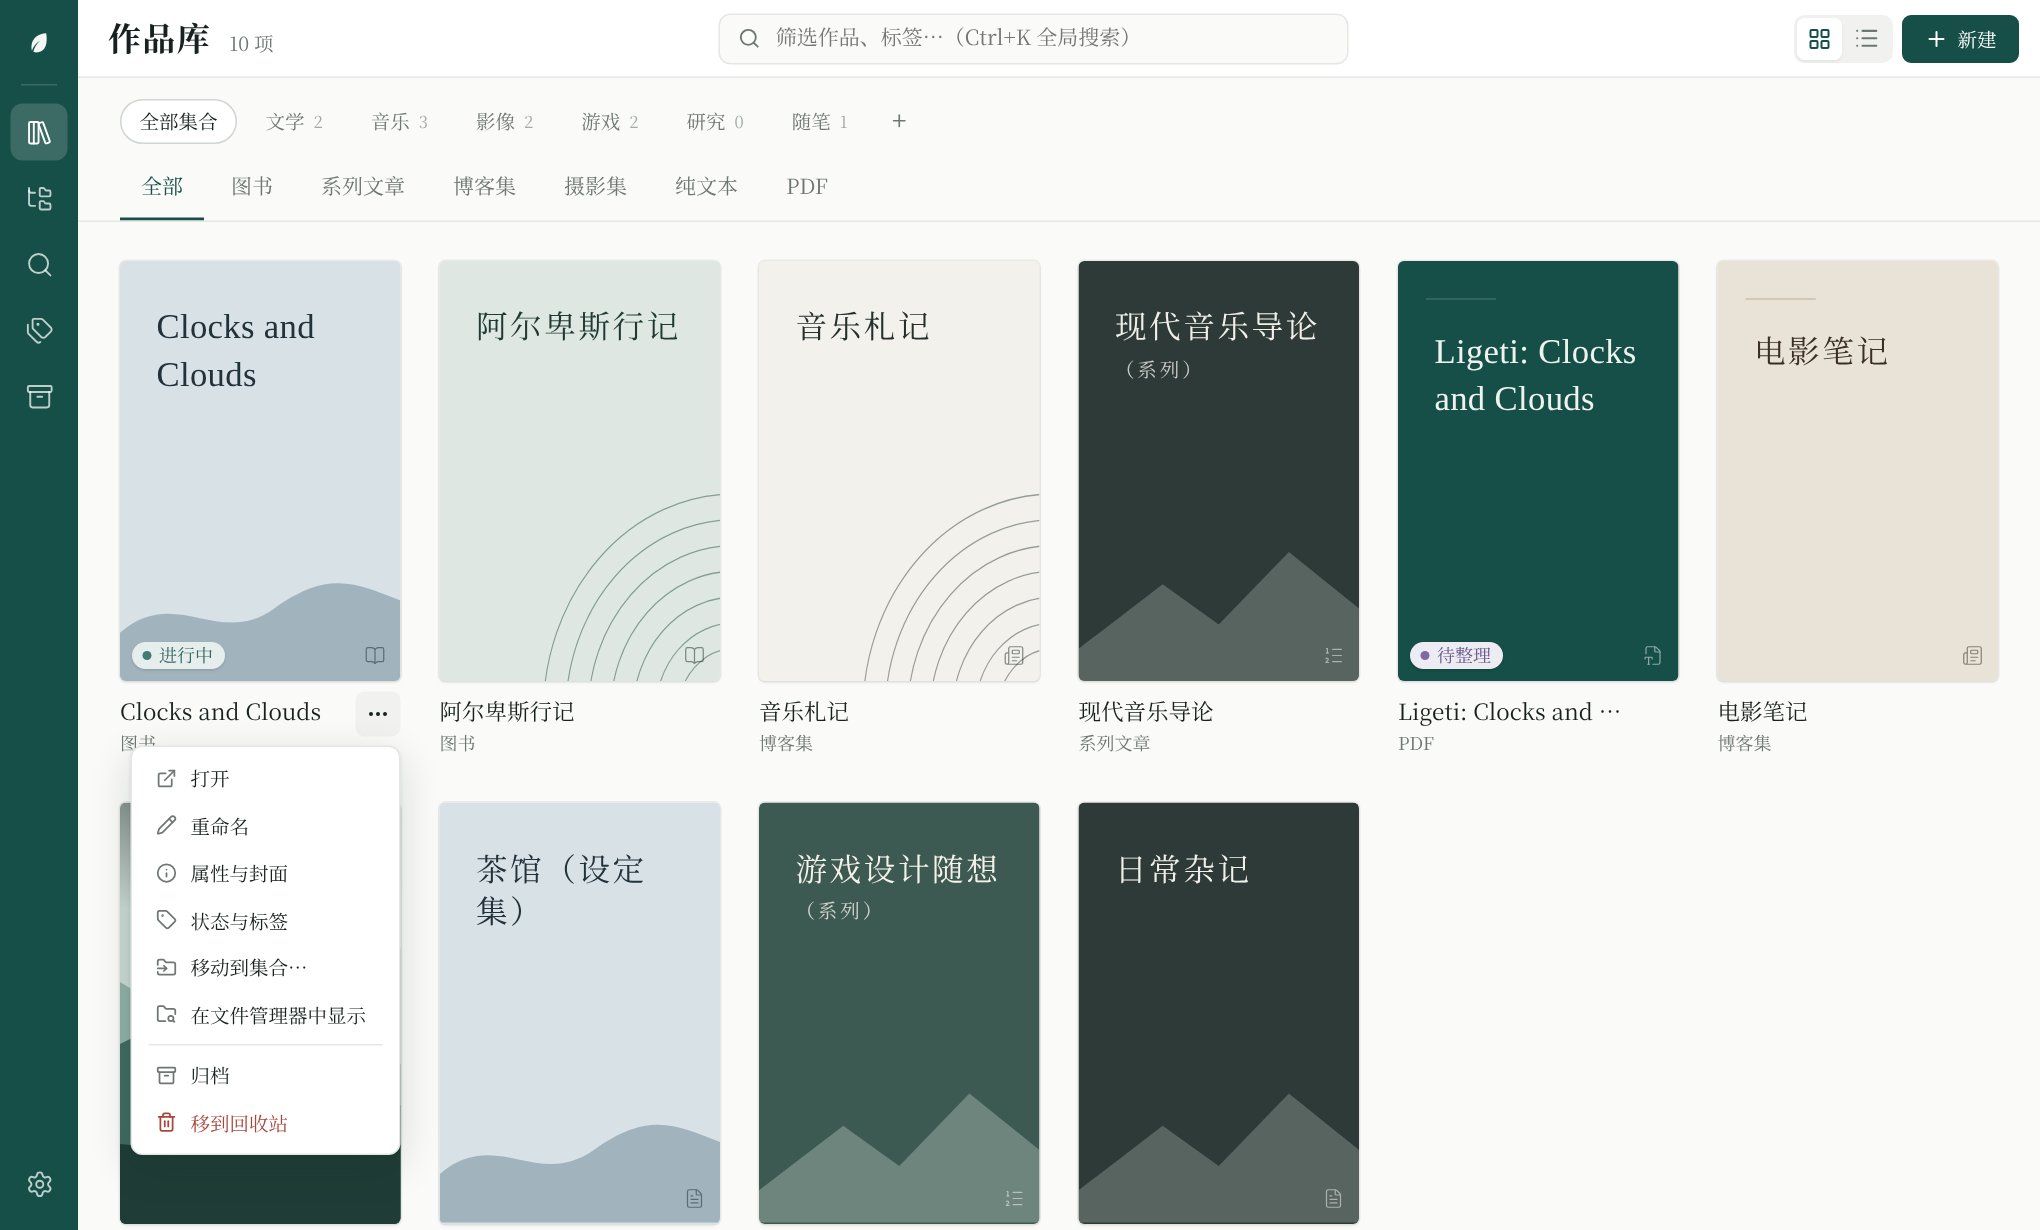 作品库 10 项
筛选作品、标签…（Ctrl+K 全局搜索）
新建
全部集合 文学 2 音乐 3 影像 2 游戏 2 研究 0 随笔 1
全部 图书 系列文章 博客集 摄影集 纯文本 PDF
Clocks and
Clouds
进行中
Clocks and Clouds
图书
阿尔卑斯行记
阿尔卑斯行记
图书
音乐札记
音乐札记
博客集
现代音乐导论
（系列）
现代音乐导论
系列文章
Ligeti: Clocks
and Clouds
待整理
Ligeti: Clocks and …
PDF
电影笔记
电影笔记
博客集
打开
重命名
属性与封面
状态与标签
移动到集合…
在文件管理器中显示
归档
移到回收站
茶馆（设定
集）
游戏设计随想
（系列）
日常杂记